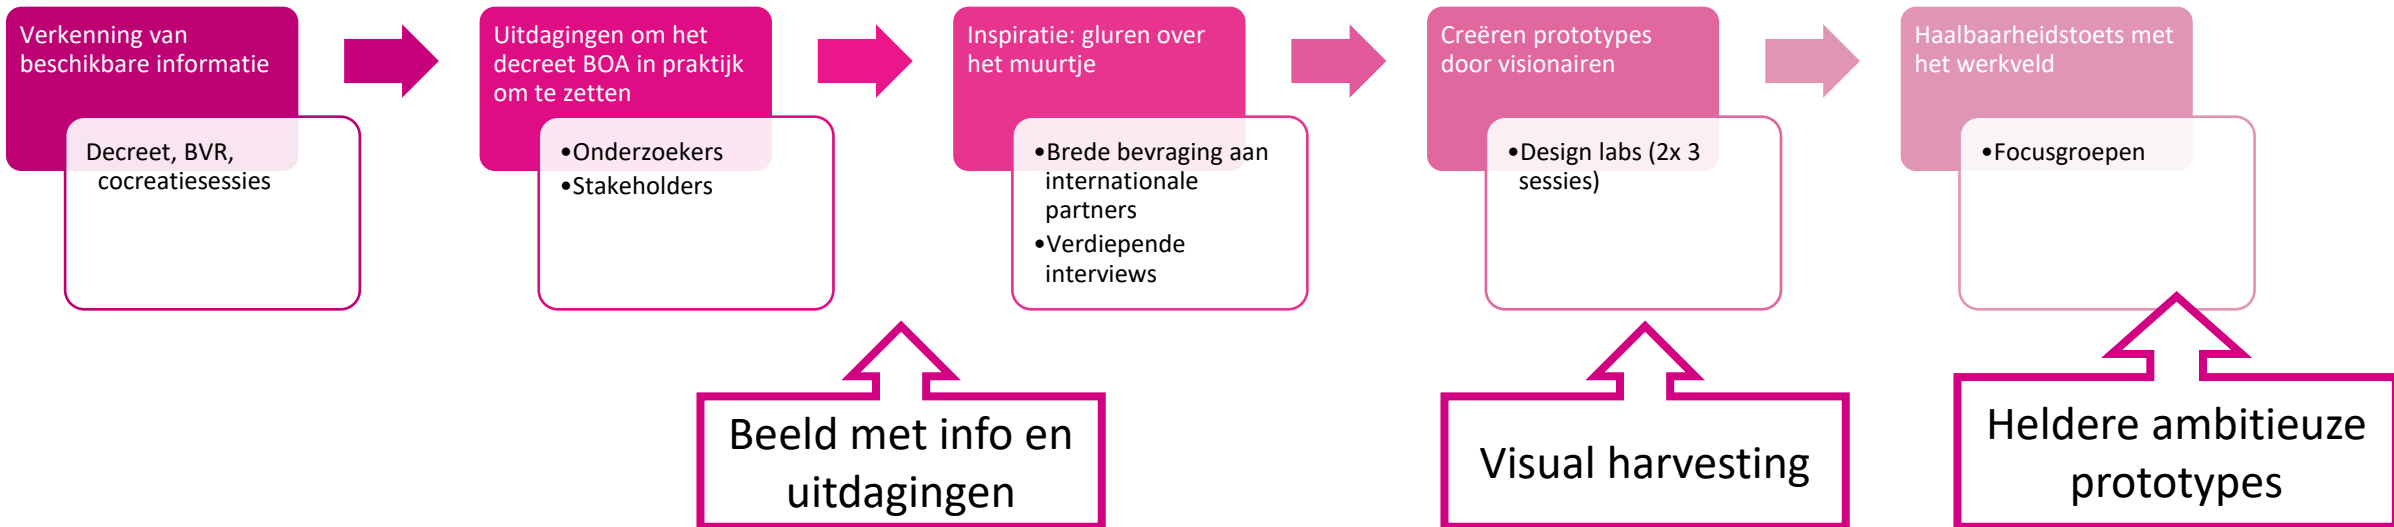 Verkenning van
beschikbare informatie
Decreet, BVR,
cocreatiesessies
Uitdagingen om het
decreet BOA in praktijk
om te zetten
•Onderzoekers
•Stakeholders
Inspiratie: gluren over
het muurtje
•Brede bevraging aan
internationale
partners
•Verdiepende
interviews
Creëren prototypes
door visionairen
•Design labs (2x 3
sessies)
Haalbaarheidstoets met
het werkveld
•Focusgroepen
Beeld met info en
uitdagingen
Visual harvesting
Heldere ambitieuze
prototypes